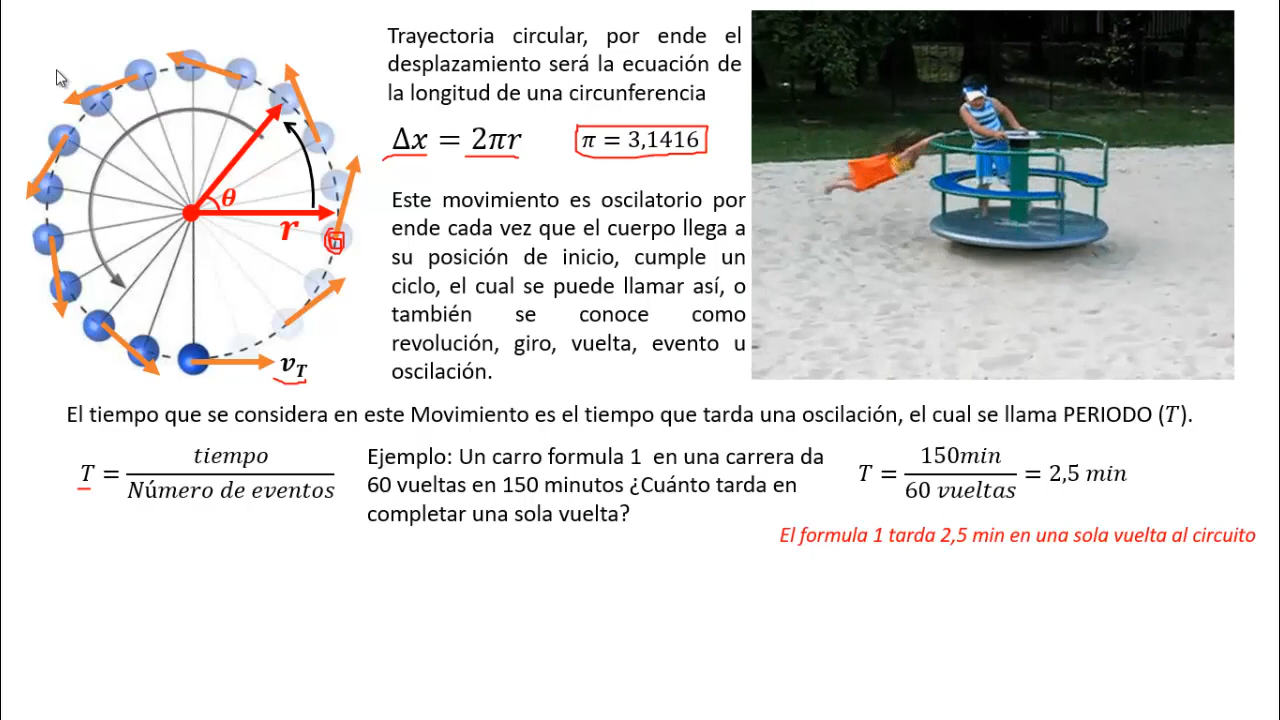 Trayectoria circular, por ende el
desplazamiento será la ecuación de
la longitud de una circunferencia
Δx = 2πr
π = 3,1416
θ
r
Este movimiento es oscilatorio por
ende cada vez que el cuerpo llega a
su posición de inicio, cumple un
ciclo, el cual se puede llamar así, o
también se conoce como
revolución, giro, vuelta, evento u
oscilación.
v_T
El tiempo que se considera en este Movimiento es el tiempo que tarda una oscilación, el cual se llama PERIODO (T).
T = tiempo / Número de eventos
Ejemplo: Un carro formula 1 en una carrera da
60 vueltas en 150 minutos ¿Cuánto tarda en
completar una sola vuelta?
T = 150min / 60 vueltas = 2,5 min
El formula 1 tarda 2,5 min en una sola vuelta al circuito